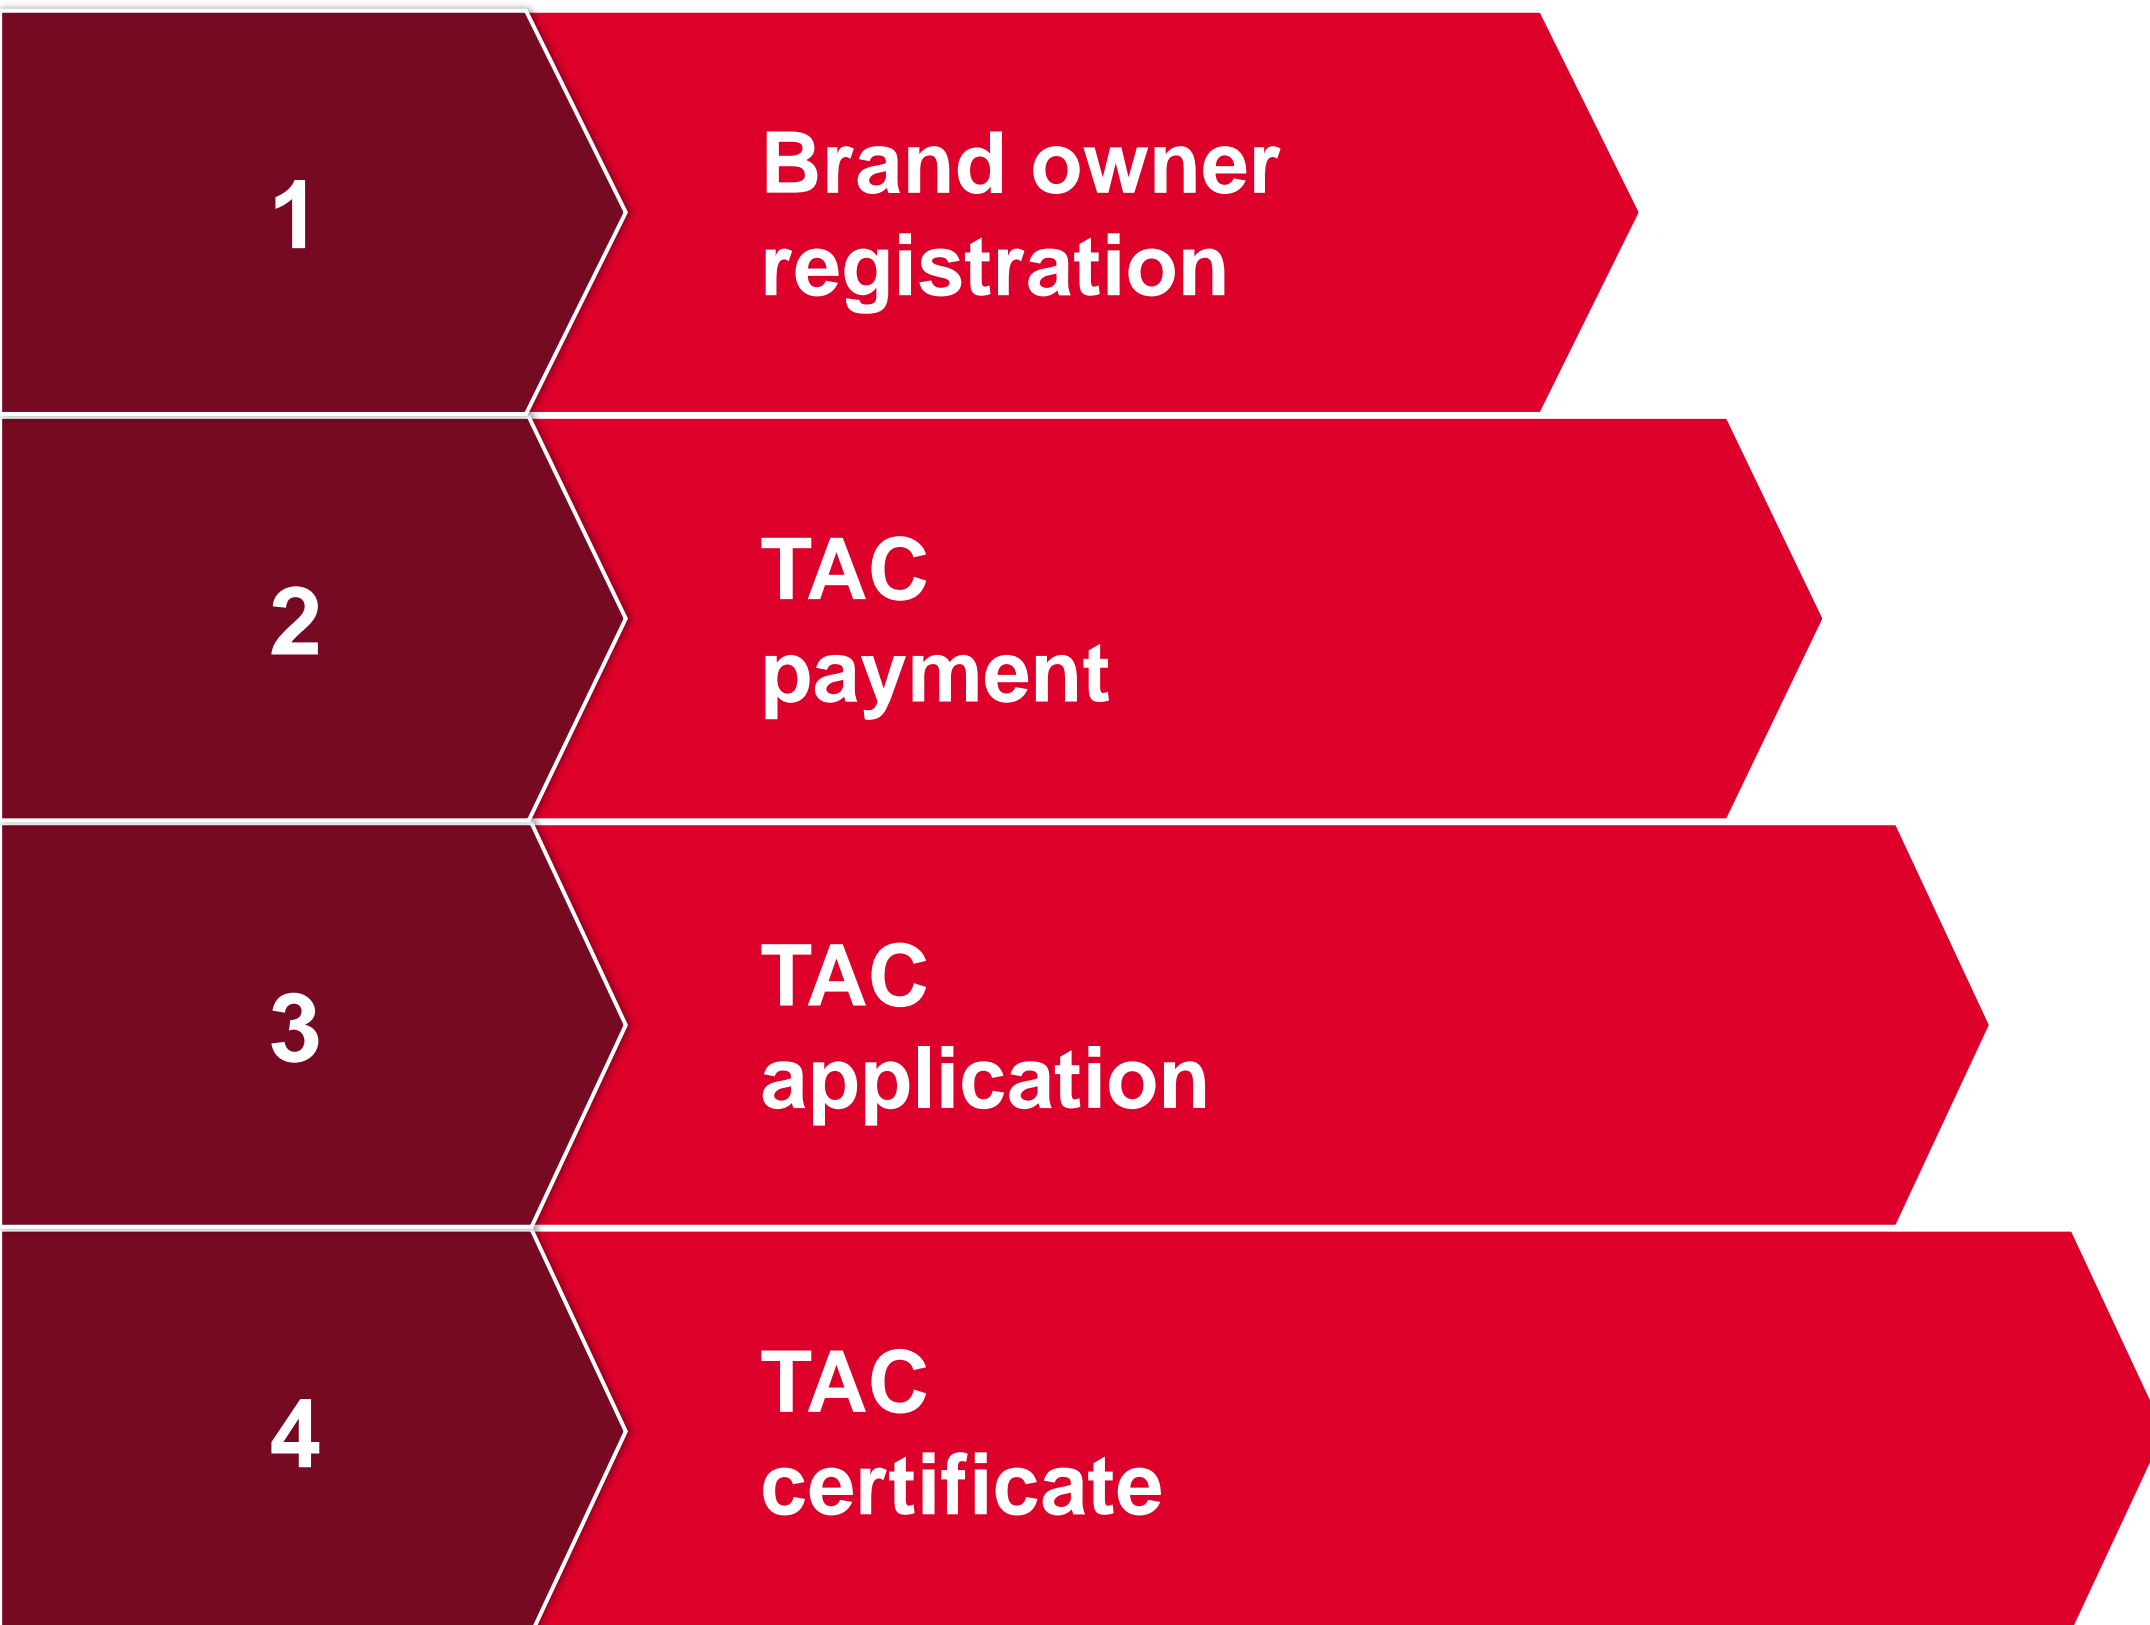 1
Brand owner
registration
2
TAC
payment
3
TAC
application
4
TAC
certificate